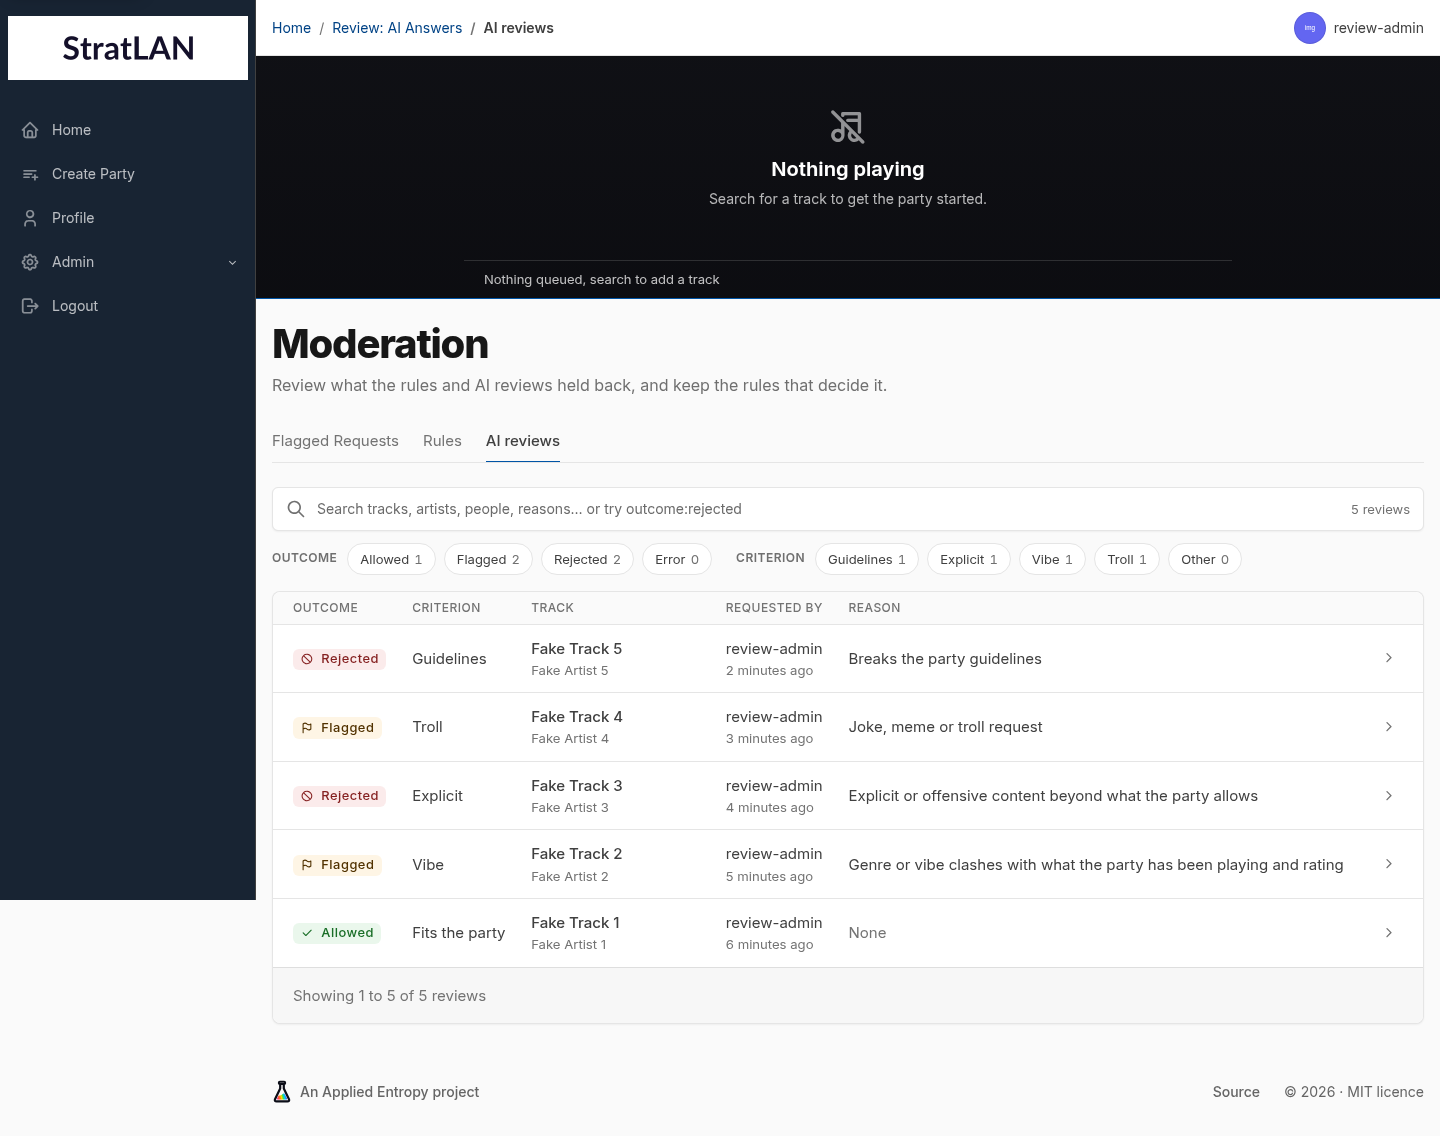 StratLAN
Home
Create Party
Profile
Admin
Logout
Home / Review: AI Answers / AI reviews
img
review-admin
Nothing playing
Search for a track to get the party started.
Nothing queued, search to add a track
Moderation
Review what the rules and AI reviews held back, and keep the rules that decide it.
Flagged Requests Rules AI reviews
Search tracks, artists, people, reasons... or try outcome:rejected
5 reviews
OUTCOME Allowed 1 Flagged 2 Rejected 2 Error 0 CRITERION Guidelines 1 Explicit 1 Vibe 1 Troll 1 Other 0
OUTCOME CRITERION TRACK REQUESTED BY REASON
Rejected Guidelines Fake Track 5 review-admin Breaks the party guidelines
Fake Artist 5 2 minutes ago
Flagged Troll Fake Track 4 review-admin Joke, meme or troll request
Fake Artist 4 3 minutes ago
Rejected Explicit Fake Track 3 review-admin Explicit or offensive content beyond what the party allows
Fake Artist 3 4 minutes ago
Flagged Vibe Fake Track 2 review-admin Genre or vibe clashes with what the party has been playing and rating
Fake Artist 2 5 minutes ago
Allowed Fits the party Fake Track 1 review-admin None
Fake Artist 1 6 minutes ago
Showing 1 to 5 of 5 reviews
An Applied Entropy project
Source © 2026 · MIT licence